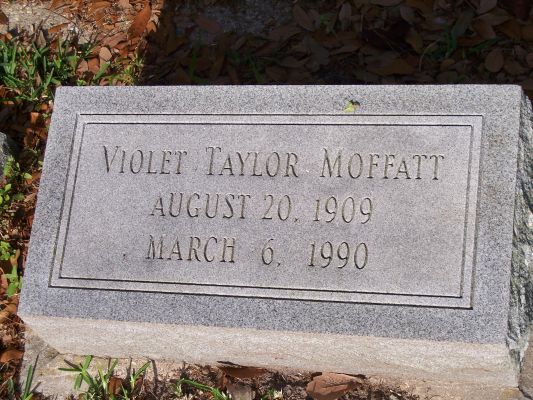 VIOLET TAYLOR MOFFATT
AUGUST 20, 1909
MARCH 6, 1990